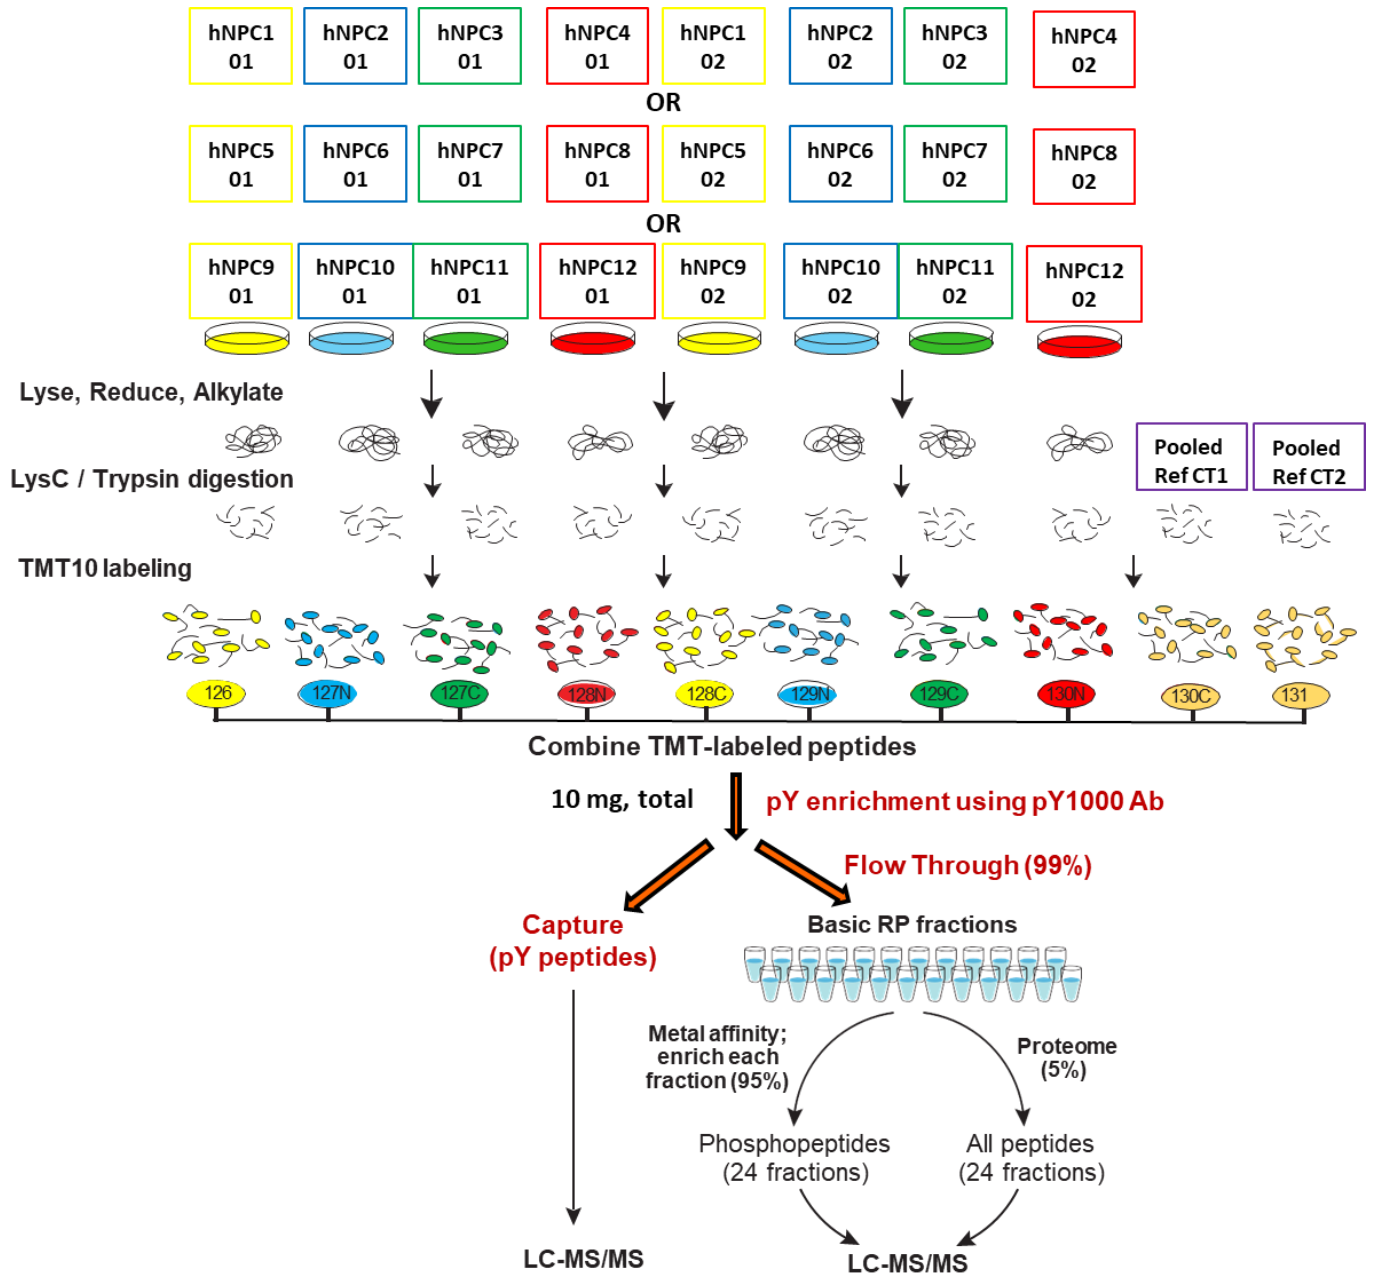 hNPC1 hNPC2 hNPC3 hNPC4 hNPC1 hNPC2 hNPC3 hNPC4
01 01 01 01 02 02 02 02
OR
hNPC5 hNPC6 hNPC7 hNPC8 hNPC5 hNPC6 hNPC7 hNPC8
01 01 01 01 02 02 02 02
OR
hNPC9 hNPC10 hNPC11 hNPC12 hNPC9 hNPC10 hNPC11 hNPC12
01 01 01 01 02 02 02 02
Lyse, Reduce, Alkylate
Pooled Pooled
Ref CT1 Ref CT2
LysC / Trypsin digestion
TMT10 labeling
126 127N 127C 128N 128C 129N 129C 130N 130C 131
Combine TMT-labeled peptides
10 mg, total
pY enrichment using pY1000 Ab
Flow Through (99%)
Capture
(pY peptides)
Basic RP fractions
Metal affinity;
enrich each
fraction (95%)
Proteome
(5%)
Phosphopeptides
(24 fractions)
All peptides
(24 fractions)
LC-MS/MS
LC-MS/MS